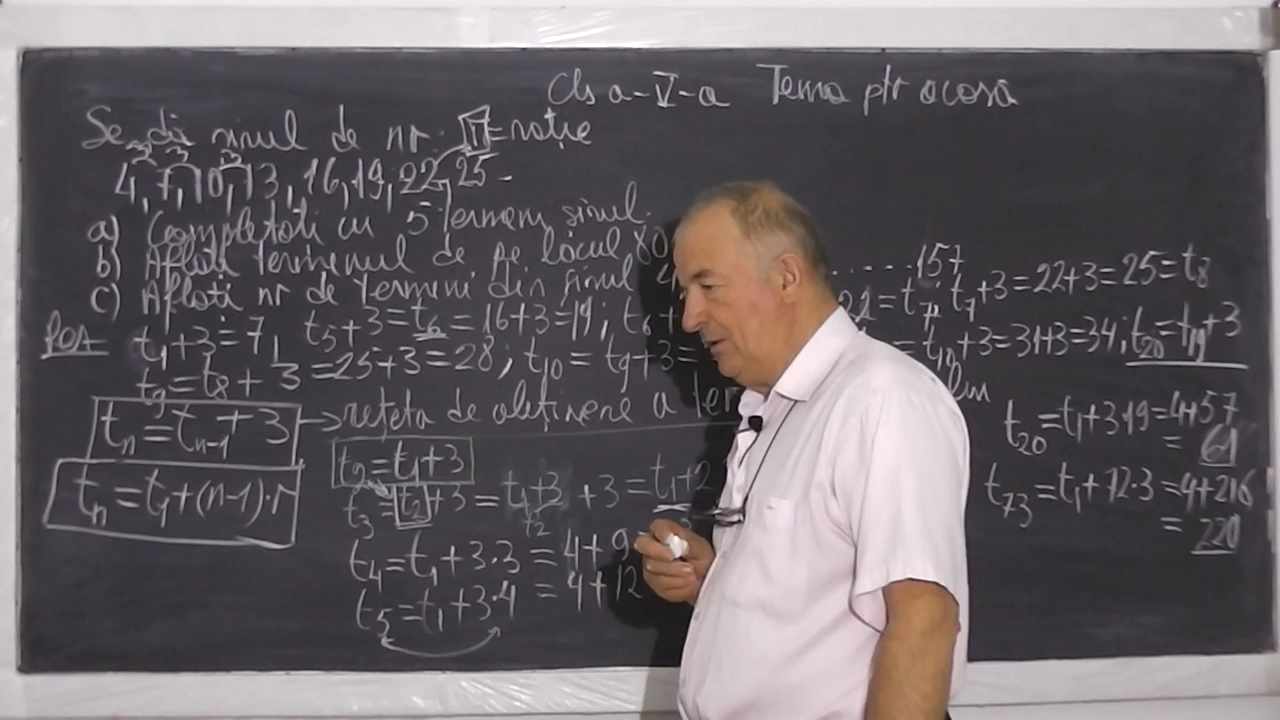 Cls a-V-a Tema ptr acasă
Se dă șirul de nr: r=rație
3 3 3
4, 7, 10, 13, 16, 19, 22, 25-
a) Completați cu 5 termeni șirul.
b) Aflați termenul de pe locul 80
c) Aflați nr de termeni din șirul 4, .....157
Rez t₁+3=7, t₅+3=t₆=16+3=19; t₆+ 22=t₇, t₇+3=22+3=25=t₈
t₉=t₈+3=25+3=28; t₁₀=t₉+3= =t₁₀+3=31+3=34; t₂₀=t₁₉+3
tₙ=tₙ₋₁+3 → rețeta de obținere a
tₙ=t₁+(n-1)·r
t₂=t₁+3
t₃=t₂+3=t₁+3+3=t₁+2
t₂
t₄=t₁+3·3=4+9
t₅=t₁+3·4=4+12
t₂₀=t₁+3·19=4+57
=61
t₇₃=t₁+72·3=4+216
=220